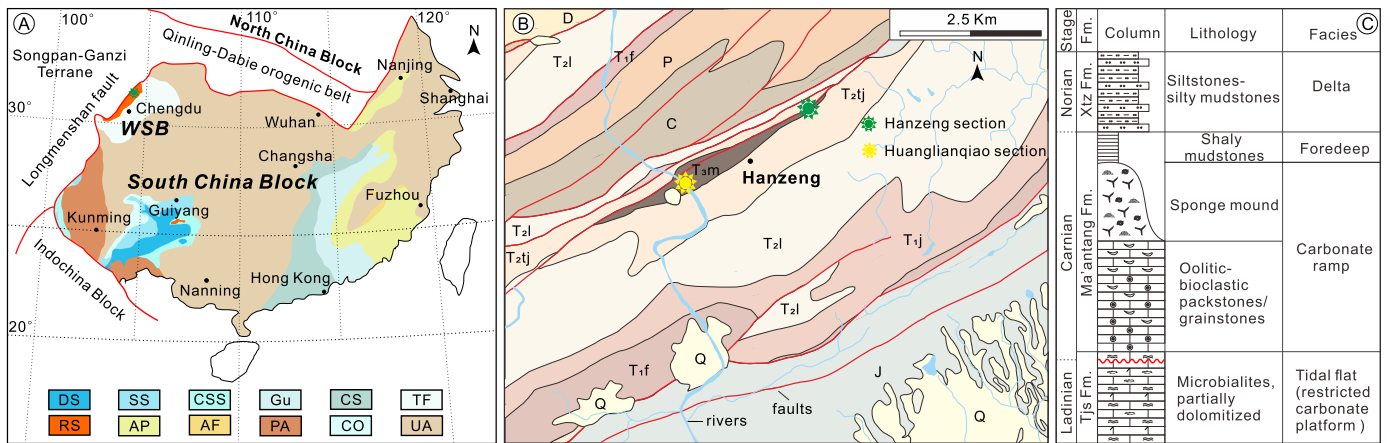 A
100°
110°
120°
North China Block
Qinling-Dabie orogenic belt
N
Songpan-Ganzi
Terrane
Nanjing
Shanghai
Longmenshan fault
30°
Chengdu
WSB
Wuhan
Changsha
South China Block
Fuzhou
Guiyang
Kunming
Indochina Block
Hong Kong
Nanning
20°
DS
SS
CSS
Gu
CS
TF
RS
AP
AF
PA
CO
UA
B
D
2.5 Km
T₂l
T₁f
P
N
T₂tj
C
Hanzeng section
Huanglianqiao section
T₃m
Hanzeng
T₂l
T₂tj
T₂l
T₁j
T₂l
Q
T₁f
J
Q
faults
rivers
Q
C
Stage
Fm.
Column
Lithology
Facies
Norian
Xtz Fm.
Siltstones-
silty mudstones
Delta
Carnian
Ma'antang Fm.
Shaly
mudstones
Foredeep
Sponge mound
Carbonate
ramp
Oolitic-
bioclastic
packstones/
grainstones
Ladinian
Tjs Fm.
Microbialites,
partially
dolomitized
Tidal flat
(restricted
carbonate
platform )